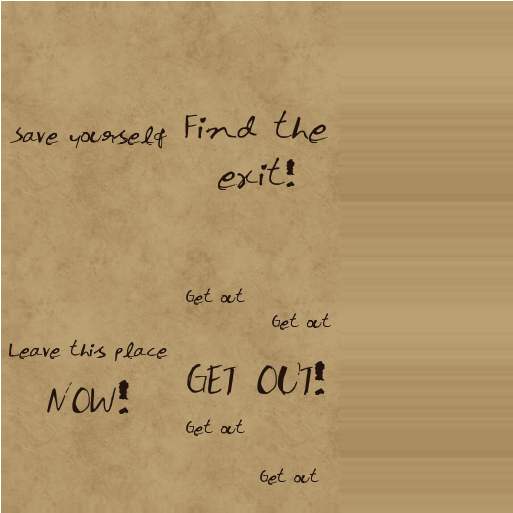 Save yourself
Find the
exit!
Leave this place
NOW!
Get out
Get out
GET OUT!
Get out
Get out